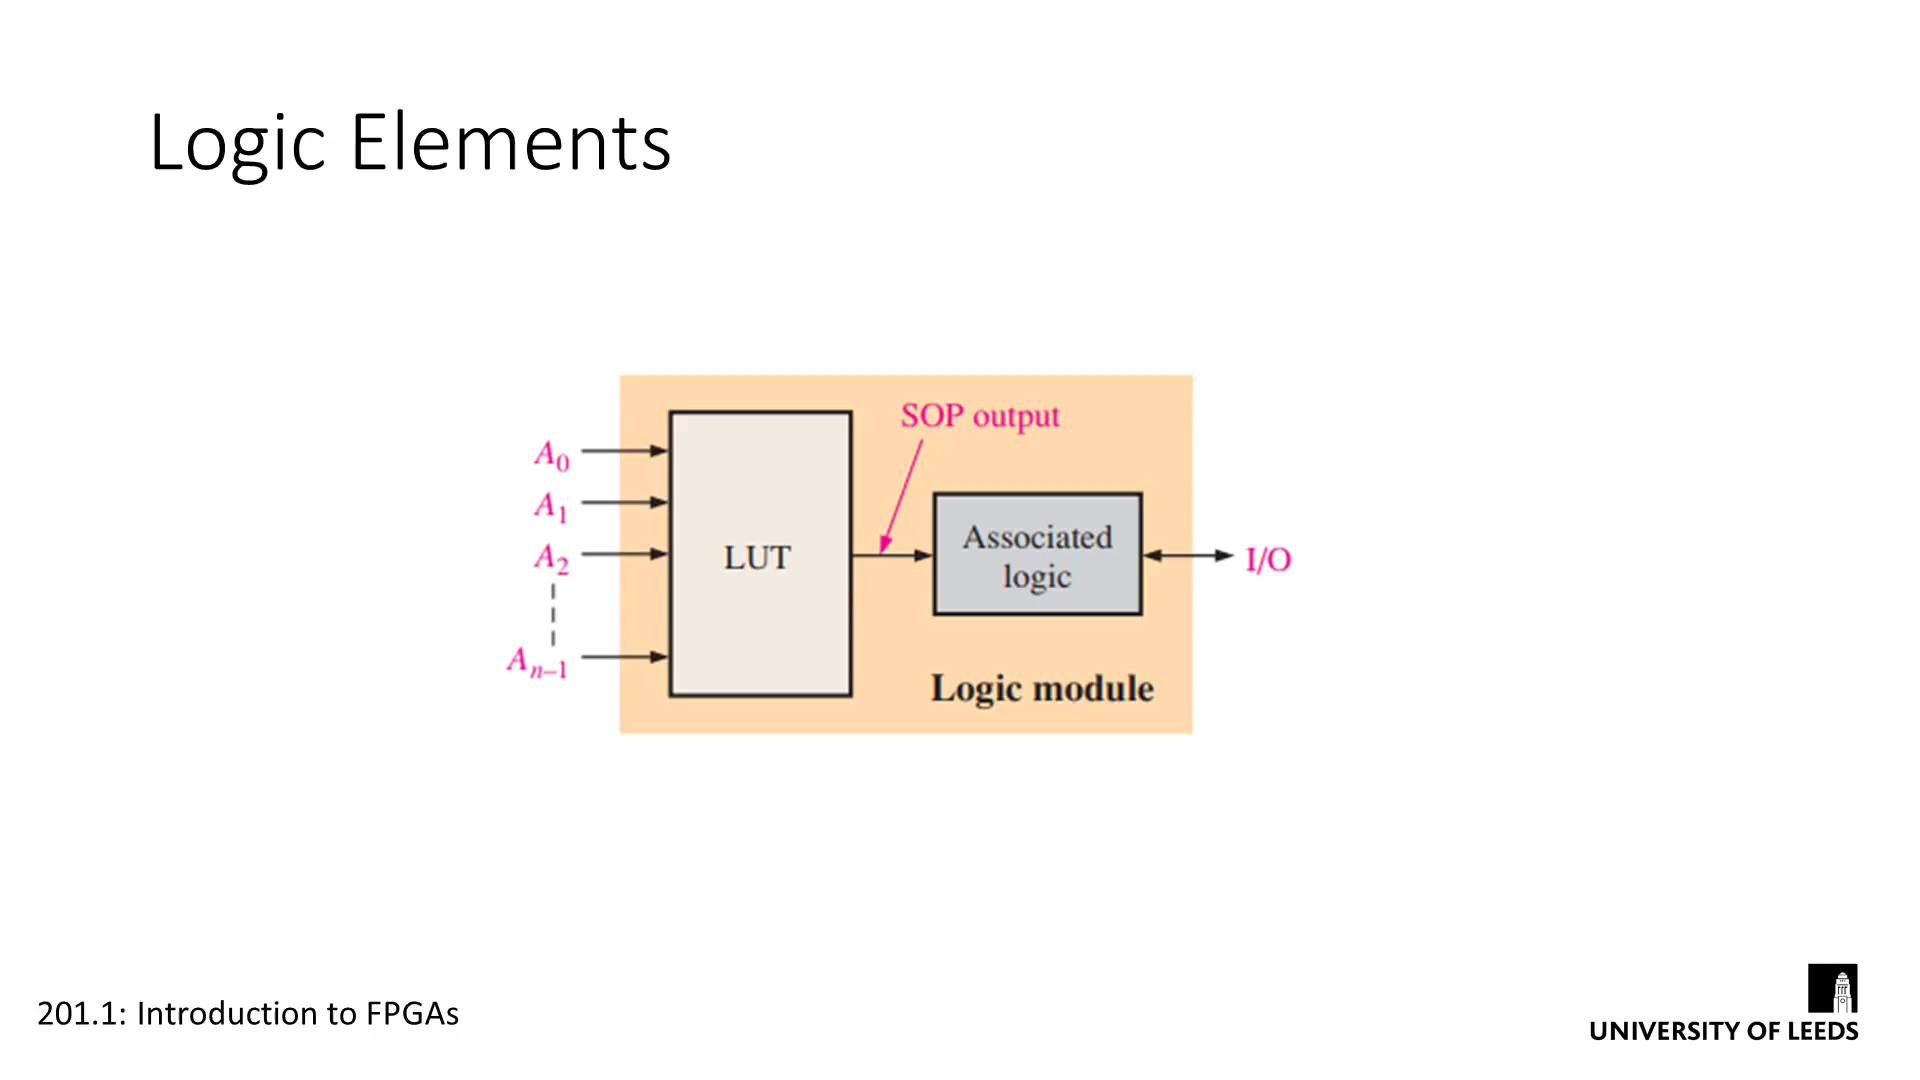 Logic Elements
SOP output
A0
A1
A2
An–1
LUT
Associated
logic
I/O
Logic module
201.1: Introduction to FPGAs
UNIVERSITY OF LEEDS